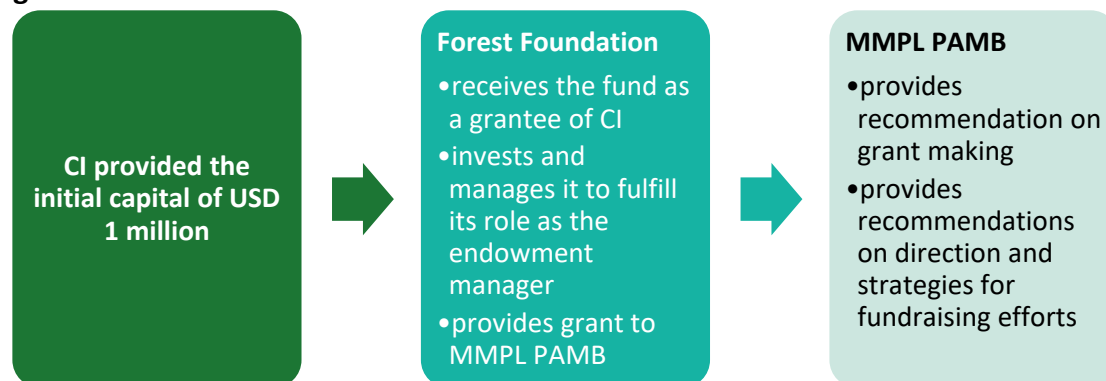 CI provided the
initial capital of USD
1 million
Forest Foundation
•receives the fund as
a grantee of CI
•invests and
manages it to fulfill
its role as the
endowment
manager
•provides grant to
MMPL PAMB
MMPL PAMB
•provides
recommendation on
grant making
•provides
recommendations
on direction and
strategies for
fundraising efforts